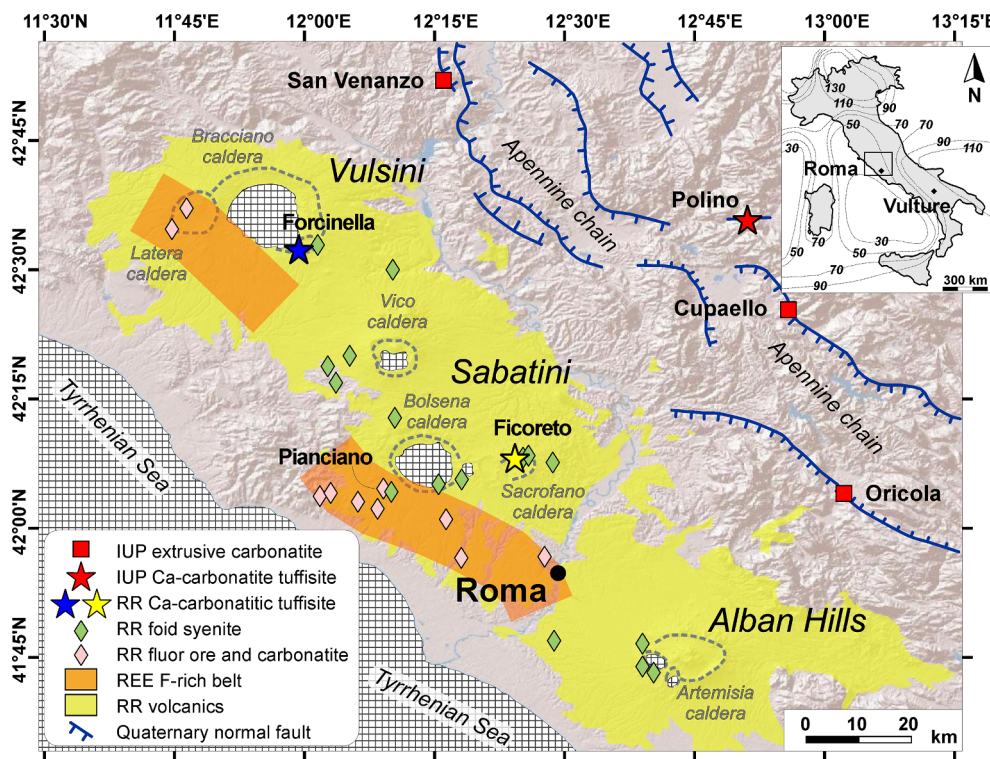 11°30'E 11°45'E 12°00'E 12°15'E 12°30'E 12°45'E 13°00'E 13°15'E
42°45'N
42°30'N
42°15'N
42°00'N
41°45'N
San Venanzo
Bracciano
caldera
Vulsini
Apennine chain
Polino
Forcinella
Latera
caldera
Vico
caldera
Cupaello
Sabatini
Apennine chain
Bolsena
caldera
Ficoreto
Pianciano
Sacrofano
caldera
Oricola
Tyrrhenian Sea
Roma
Alban Hills
Artemisia
caldera
Tyrrhenian Sea
IUP extrusive carbonatite
IUP Ca-carbonatite tuffisite
RR Ca-carbonatitic tuffisite
RR foid syenite
RR fluor ore and carbonatite
REE F-rich belt
RR volcanics
Quaternary normal fault
0 10 20
km
N
130
110
90
50
70
70
90
110
30
Roma
Vulture
50
70
90
70
50
30
300 km